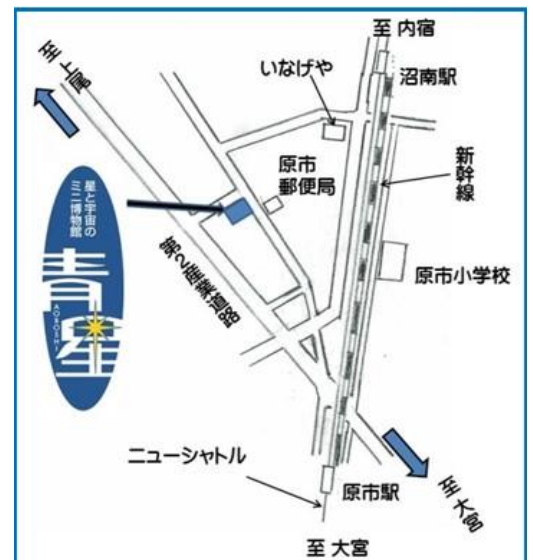 至 内宿
至 上尾
いなげや
沼南駅
原市
郵便局
新幹線
星と宇宙の
ミニ博物館
青星
AOBOSHI
第2産業道路
原市小学校
ニューシャトル
原市駅
至 大宮
至 大宮